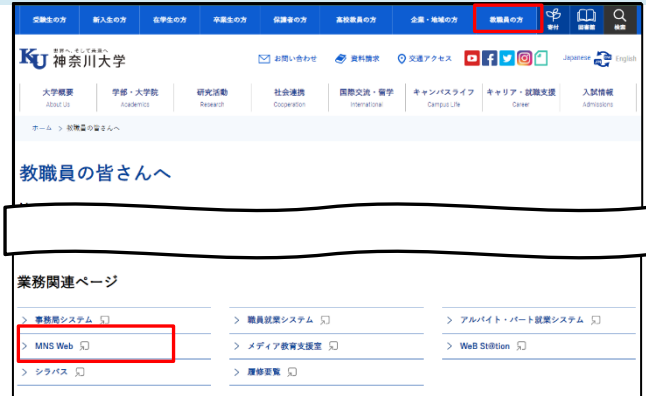 受験生の方 新入生の方 在学生の方 卒業生の方 保護者の方 高校教員の方 企業・地域の方 教職員の方 寄付 図書館 検索
KU 神奈川大学
お問い合わせ 資料請求 交通アクセス Japanese English
大学概要 学部・大学院 研究活動 社会連携 国際交流・留学 キャンパスライフ キャリア・就職支援 入試情報
About Us Academics Research Cooperation International Campus Life Career Admissions
ホーム > 教職員の皆さんへ
教職員の皆さんへ
業務関連ページ
> 事務局システム > 職員就業システム > アルバイト・パート就業システム
> MNS Web > メディア教育支援室 > WeB St@tion
> シラバス > 履修要覧